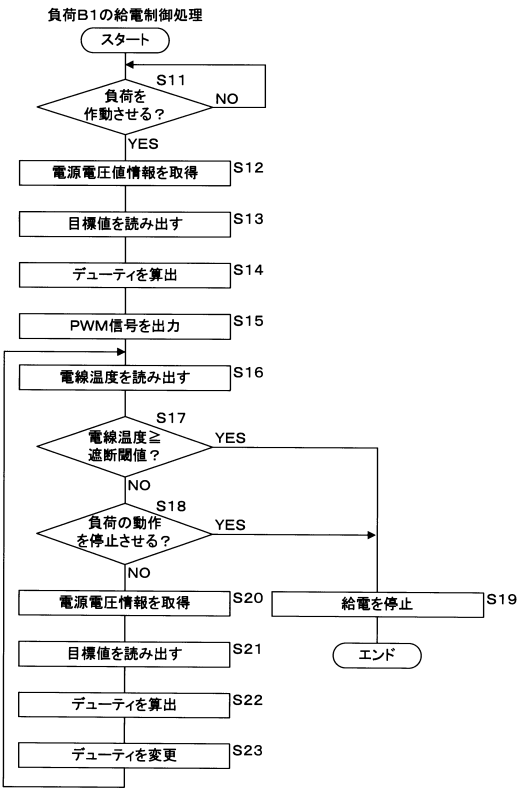 負荷B1の給電制御処理
スタート
S11
負荷を
作動させる?
NO
YES
電源電圧値情報を取得
S12
目標値を読み出す
S13
デューティを算出
S14
PWM信号を出力
S15
電線温度を読み出す
S16
S17
電線温度≧
遮断閾値?
YES
NO
S18
負荷の動作
を停止させる?
YES
NO
電源電圧情報を取得
S20
給電を停止
S19
目標値を読み出す
S21
エンド
デューティを算出
S22
デューティを変更
S23